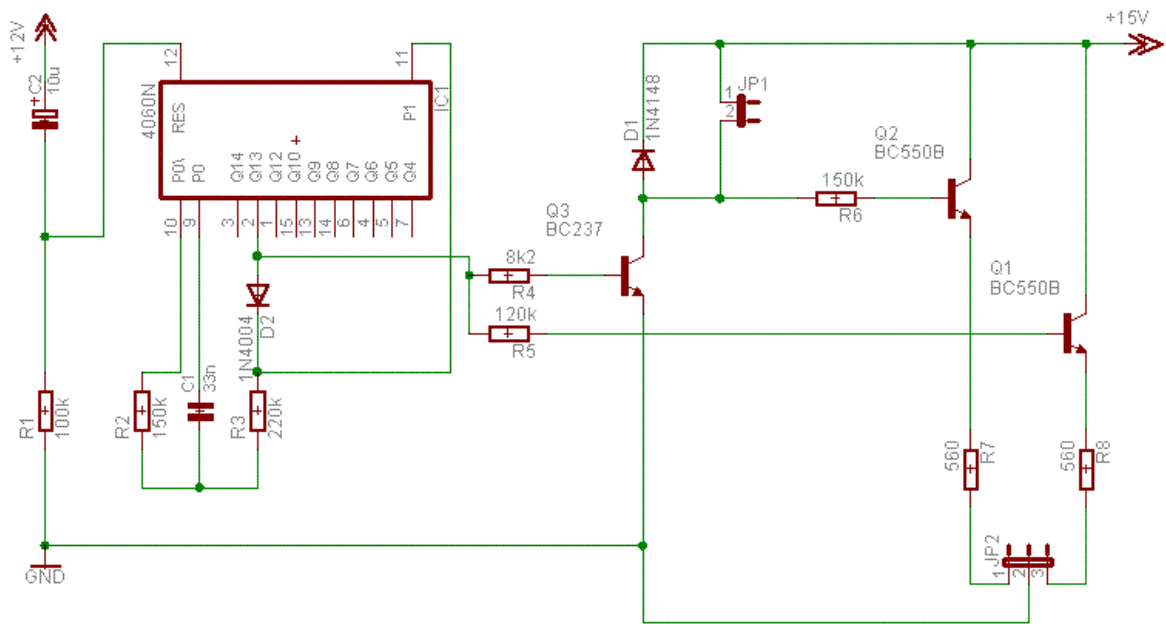 +12V
C2
10u
+
R1
100k
GND
12
11
4060N
IC1
RES
P1
+
PO\
PO
Q14
Q13
Q12
Q10
Q9
Q8
Q7
Q6
Q5
Q4
10
9
3
2
1
15
13
14
6
4
5
7
D2
1N4004
R2
150k
C1
33n
R3
220k
8k2
R4
120k
R5
Q3
BC237
D1
1N4148
JP1
1
2
150k
R6
Q2
BC550B
Q1
BC550B
+15V
560
R7
560
R8
JP2
1
2
3